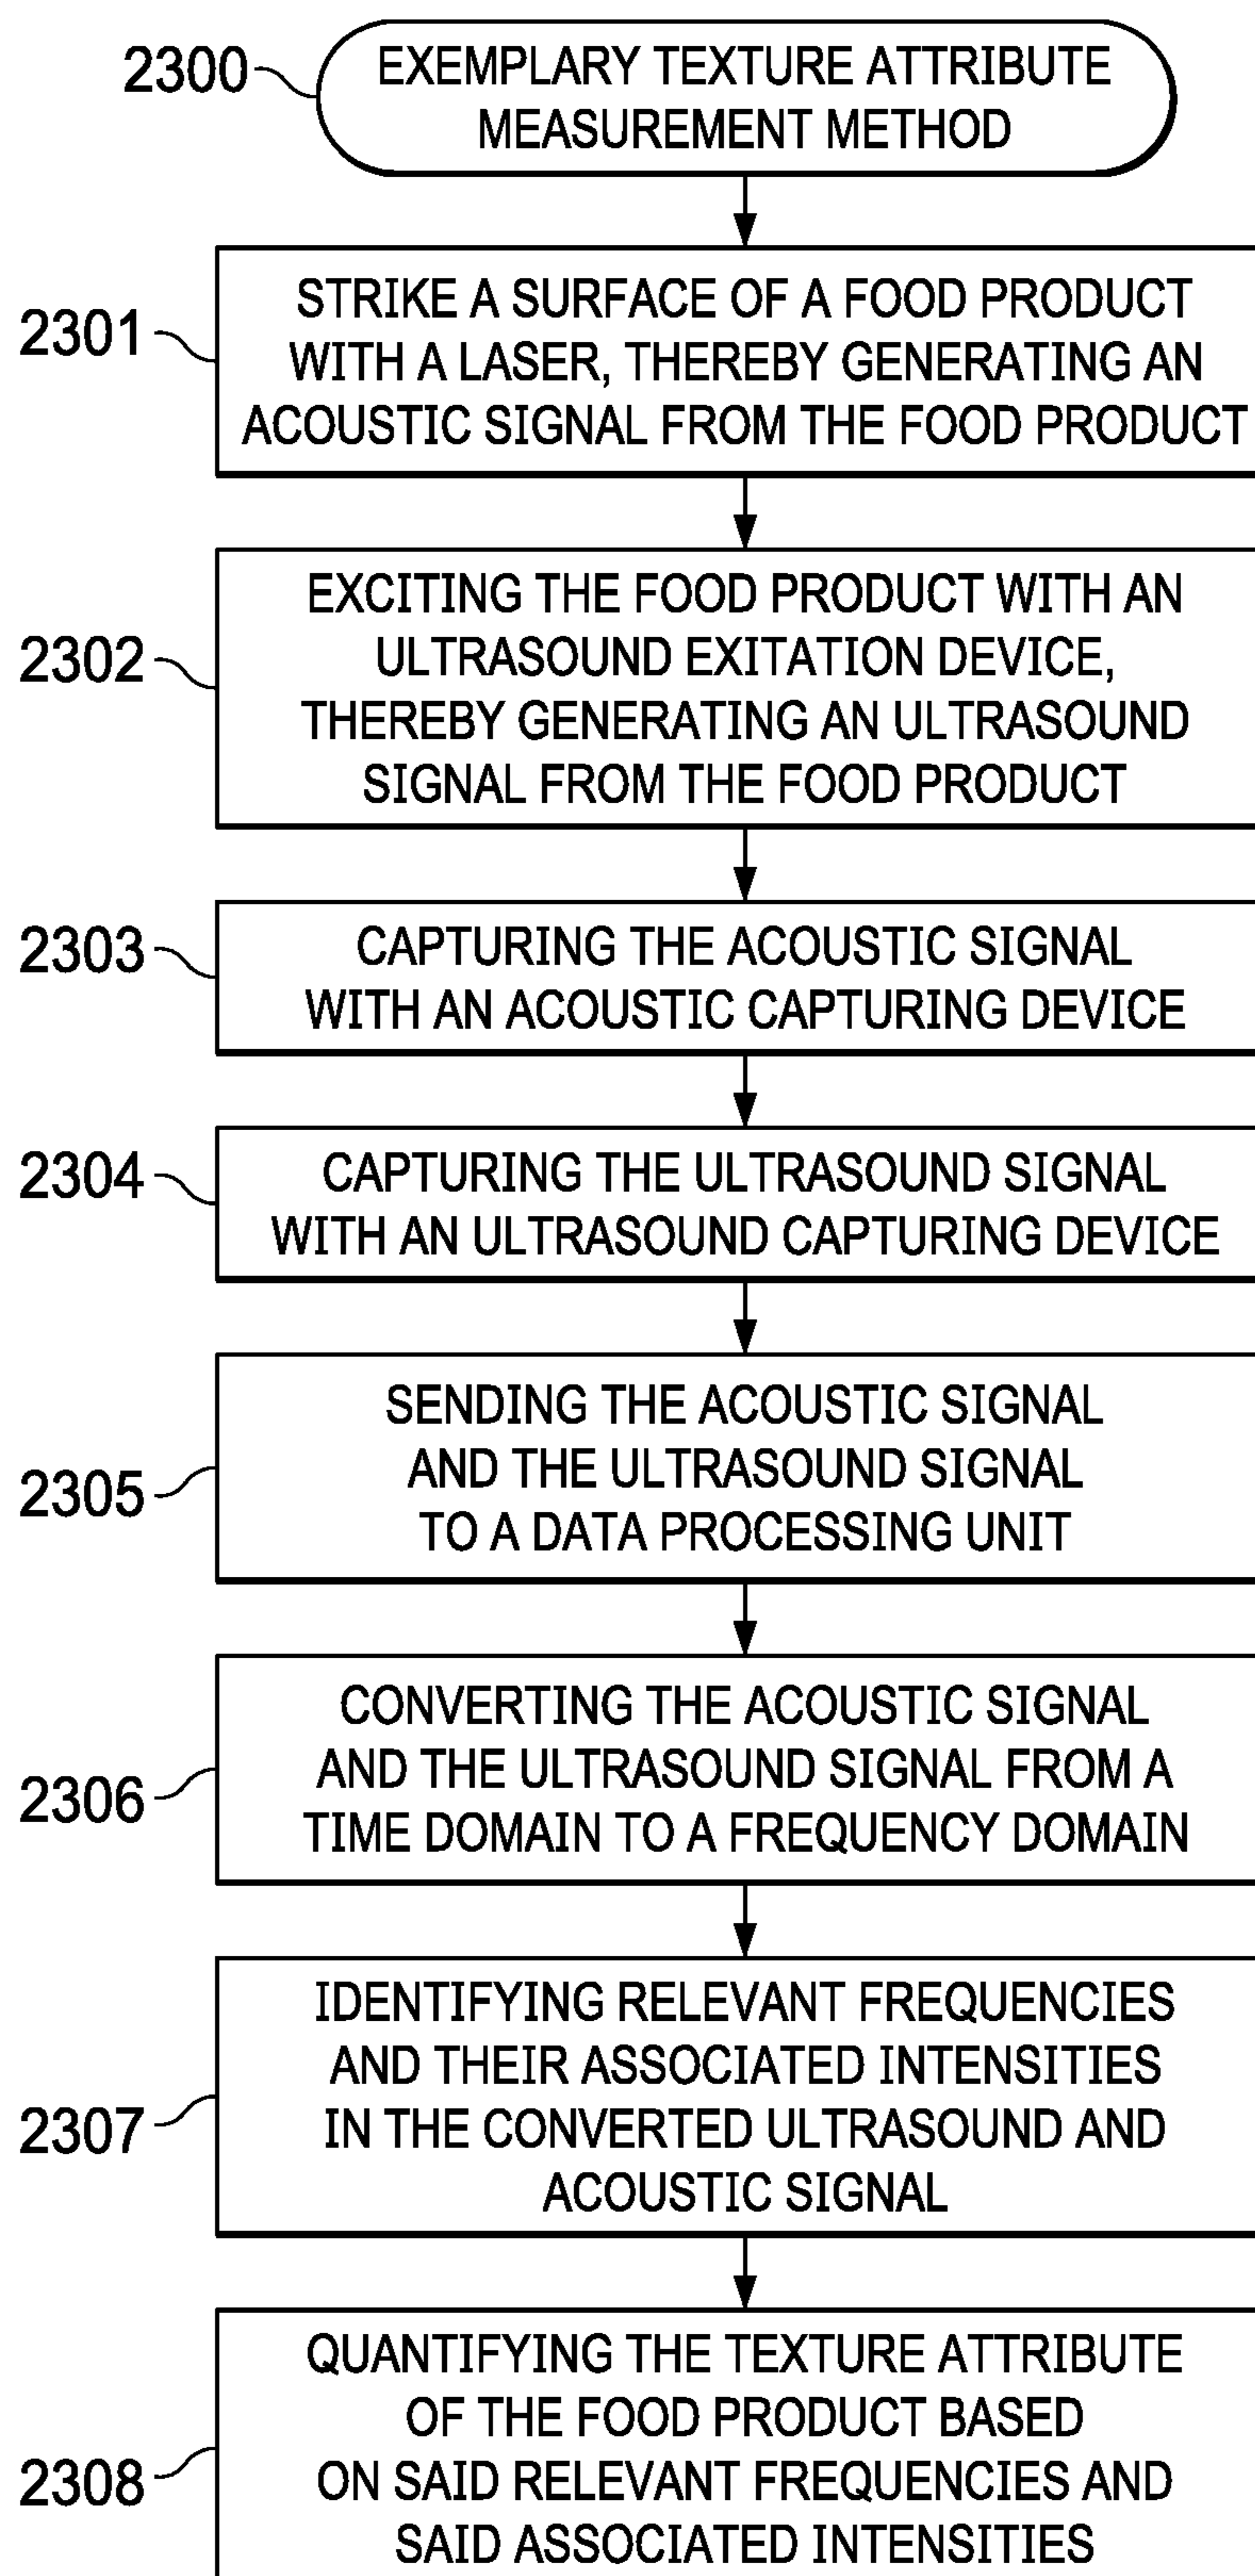 2300
EXEMPLARY TEXTURE ATTRIBUTE
MEASUREMENT METHOD
2301
STRIKE A SURFACE OF A FOOD PRODUCT
WITH A LASER, THEREBY GENERATING AN
ACOUSTIC SIGNAL FROM THE FOOD PRODUCT
2302
EXCITING THE FOOD PRODUCT WITH AN
ULTRASOUND EXITATION DEVICE,
THEREBY GENERATING AN ULTRASOUND
SIGNAL FROM THE FOOD PRODUCT
2303
CAPTURING THE ACOUSTIC SIGNAL
WITH AN ACOUSTIC CAPTURING DEVICE
2304
CAPTURING THE ULTRASOUND SIGNAL
WITH AN ULTRASOUND CAPTURING DEVICE
2305
SENDING THE ACOUSTIC SIGNAL
AND THE ULTRASOUND SIGNAL
TO A DATA PROCESSING UNIT
2306
CONVERTING THE ACOUSTIC SIGNAL
AND THE ULTRASOUND SIGNAL FROM A
TIME DOMAIN TO A FREQUENCY DOMAIN
2307
IDENTIFYING RELEVANT FREQUENCIES
AND THEIR ASSOCIATED INTENSITIES
IN THE CONVERTED ULTRASOUND AND
ACOUSTIC SIGNAL
2308
QUANTIFYING THE TEXTURE ATTRIBUTE
OF THE FOOD PRODUCT BASED
ON SAID RELEVANT FREQUENCIES AND
SAID ASSOCIATED INTENSITIES